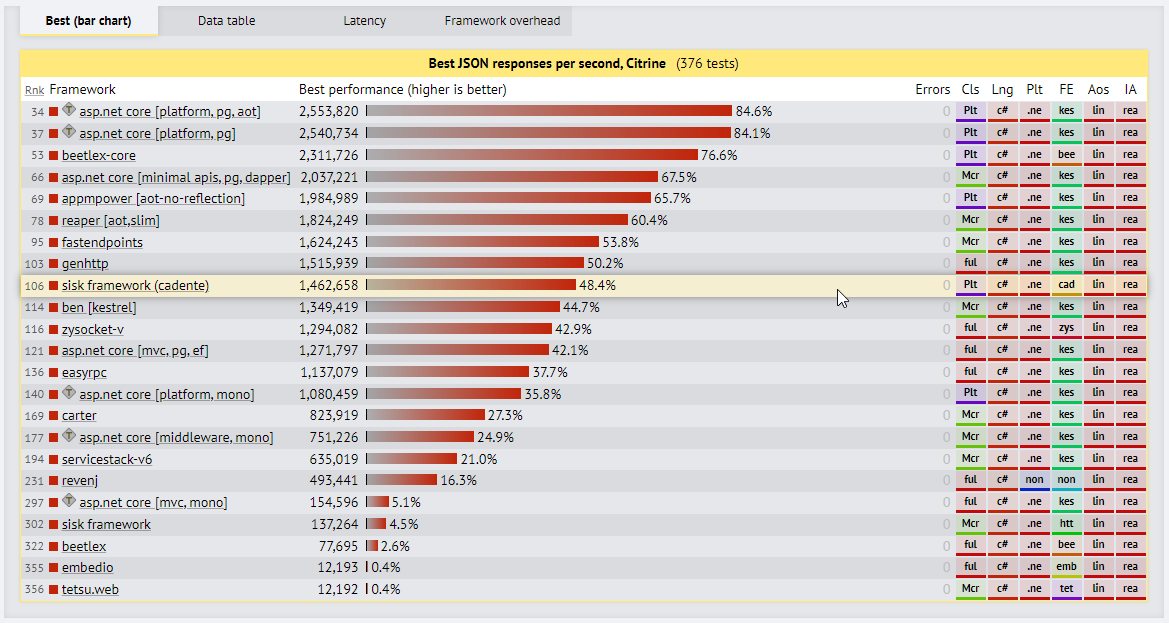 Best (bar chart) Data table Latency Framework overhead
Best JSON responses per second, Citrine (376 tests)
Rnk Framework Best performance (higher is better) Errors Cls Lng Plt FE Aos IA
34 T asp.net core [platform, pg, aot] 2,553,820 84.6% 0 Plt c# .ne kes lin rea
37 T asp.net core [platform, pg] 2,540,734 84.1% 0 Plt c# .ne kes lin rea
53 beetlex-core 2,311,726 76.6% 0 Plt c# .ne bee lin rea
66 asp.net core [minimal apis, pg, dapper] 2,037,221 67.5% 0 Mcr c# .ne kes lin rea
69 appmpower [aot-no-reflection] 1,984,989 65.7% 0 Plt c# .ne kes lin rea
78 reaper [aot,slim] 1,824,249 60.4% 0 Mcr c# .ne kes lin rea
95 fastendpoints 1,624,243 53.8% 0 Mcr c# .ne kes lin rea
103 genhttp 1,515,939 50.2% 0 ful c# .ne kes lin rea
106 sisk framework (cadente) 1,462,658 48.4% 0 Plt c# .ne cad lin rea
114 ben [kestrel] 1,349,419 44.7% 0 Mcr c# .ne kes lin rea
116 zysocket-v 1,294,082 42.9% 0 ful c# .ne zys lin rea
121 asp.net core [mvc, pg, ef] 1,271,797 42.1% 0 ful c# .ne kes lin rea
136 easyrpc 1,137,079 37.7% 0 ful c# .ne kes lin rea
140 T asp.net core [platform, mono] 1,080,459 35.8% 0 Plt c# .ne kes lin rea
169 carter 823,919 27.3% 0 Mcr c# .ne kes lin rea
177 T asp.net core [middleware, mono] 751,226 24.9% 0 Mcr c# .ne kes lin rea
194 servicestack-v6 635,019 21.0% 0 Mcr c# .ne kes lin rea
231 revenj 493,441 16.3% 0 ful c# non non lin rea
297 T asp.net core [mvc, mono] 154,596 5.1% 0 ful c# .ne kes lin rea
302 sisk framework 137,264 4.5% 0 Mcr c# .ne htt lin rea
322 beetlex 77,695 2.6% 0 ful c# .ne bee lin rea
355 embedio 12,193 0.4% 0 ful c# .ne emb lin rea
356 tetsu.web 12,192 0.4% 0 Mcr c# .ne tet lin rea